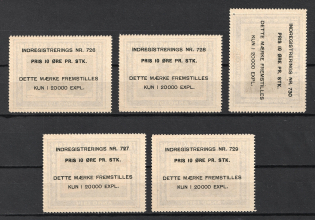 INDREGISTRERINGS NR. 726
PRIS 10 ØRE PR. STK.
DETTE MÆRKE FREMSTILLES
KUN I 20000 EXPL.
INDREGISTRERINGS NR. 728
PRIS 10 ØRE PR. STK.
DETTE MÆRKE FREMSTILLES
KUN I 20000 EXPL.
INDREGISTRERINGS NR. 730
PRIS 10 ØRE PR. STK.
DETTE MÆRKE FREMSTILLES
KUN I 20000 EXPL.
INDREGISTRERINGS NR. 727
PRIS 10 ØRE PR. STK.
DETTE MÆRKE FREMSTILLES
KUN I 20000 EXPL.
INDREGISTRERINGS NR. 729
PRIS 10 ØRE PR. STK.
DETTE MÆRKE FREMSTILLES
KUN I 20000 EXPL.